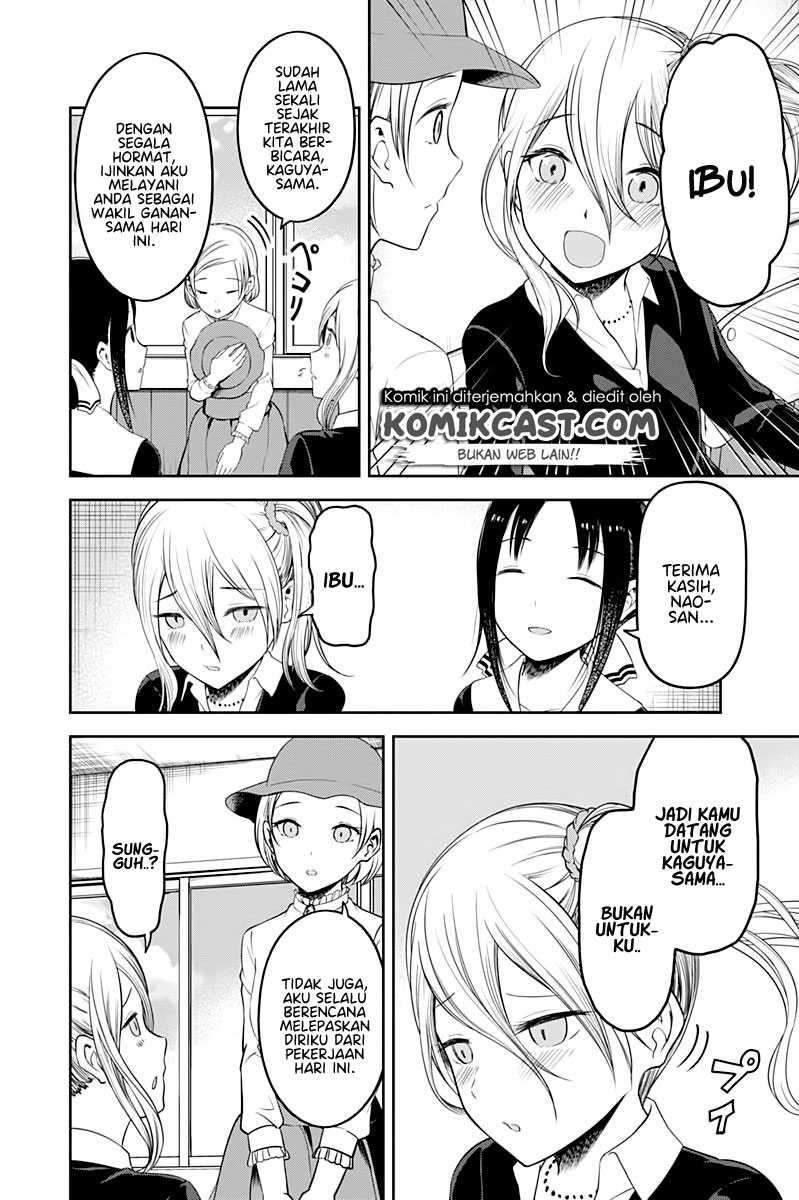 IBU!
Komik ini diterjemahkan & diedit oleh
KOMIKCAST.COM
BUKAN WEB LAIN!!
SUDAH
LAMA
SEKALI
SEJAK
TERAKHIR
KITA BER-
BICARA,
KAGUYA-
SAMA.
DENGAN
SEGALA
HORMAT,
IJINKAN AKU
MELAYANI
ANDA SEBAGAI
WAKIL GANAN-
SAMA HARI
INI.
ペコリ
TERIMA
KASIH,
NAO-
SAN...
IBU...
JADI KAMU
DATANG
UNTUK
KAGUYA-
SAMA...
BUKAN
UNTUK-
KU..
プイ
SUNG-
GUH..?
TIDAK JUGA,
AKU SELALU
BERENCANA
MELEPASKAN
DIRIKU DARI
PEKERJAAN
HARI INI.